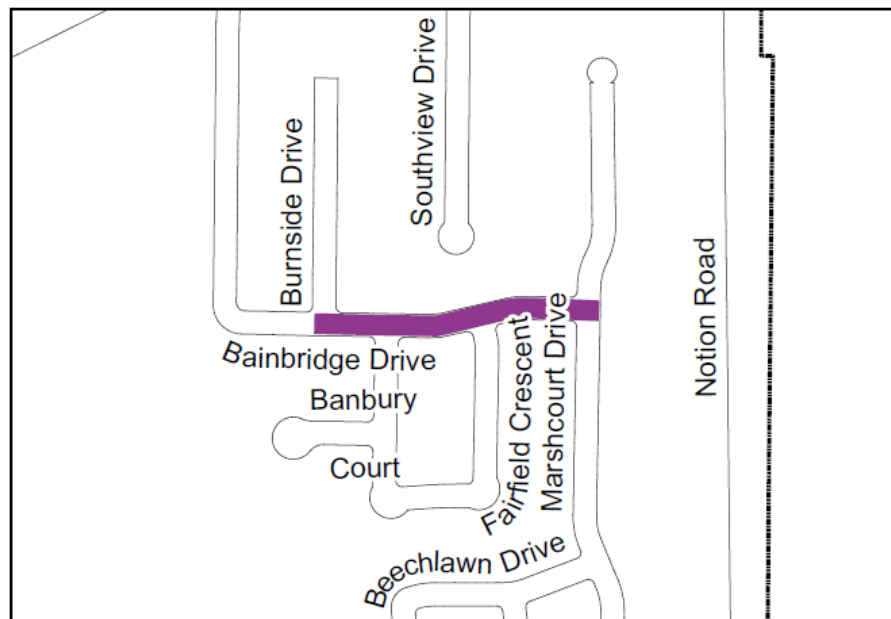 Southview Drive
Burnside Drive
Notion Road
Bainbridge Drive
Fairfield Crescent
Marshcourt Drive
Banbury
Court
Beechlawn Drive